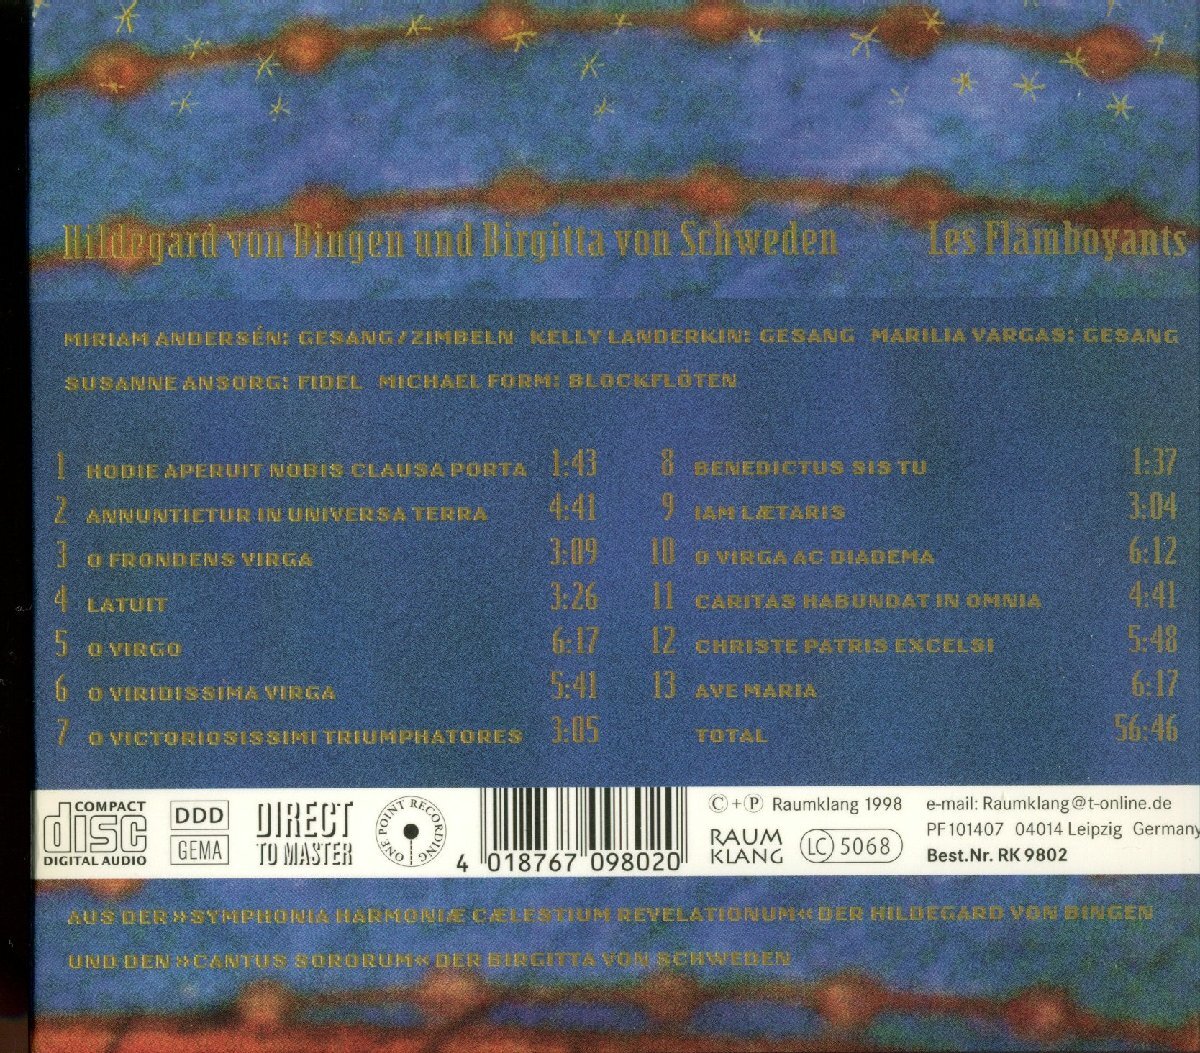 Hildegard von Bingen und Birgitta von Schweden Les Flamboyants
MIRIAM ANDERSÉN: GESANG/ZIMBELN KELLY LANDERKIN: GESANG MARILIA VARGAS: GESANG
SUSANNE ANSORG: FIDEL MICHAEL FORM: BLOCKFLÖTEN
1 HODIE APERUIT NOBIS CLAUSA PORTA 1:43
2 ANNUNTIETUR IN UNIVERSA TERRA 4:41
3 O FRONDENS VIRGA 3:09
4 LATUIT 3:26
5 O VIRGO 6:17
6 O VIRIDISSIMA VIRGA 5:41
7 O VICTORIOSISSIMI TRIUMPHATORES 3:05
8 BENEDICTUS SIS TU 1:37
9 IAM LÆTARIS 3:04
10 O VIRGA AC DIADEMA 6:12
11 CARITAS HABUNDAT IN OMNIA 4:41
12 CHRISTE PATRIS EXCELSI 5:48
13 AVE MARIA 6:17
TOTAL 56:46
COMPACT
disc
DIGITAL AUDIO
DDD
GEMA
DIRECT
TO MASTER
ONE POINT RECORDING
4 018767 098020
©+℗ Raumklang 1998
RAUM
KLANG
LC 5068
e-mail: Raumklang@t-online.de
PF 101407 04014 Leipzig Germany
Best.Nr. RK 9802
AUS DER »SYMPHONIA HARMONIÆ CÆLESTIUM REVELATIONUM« DER HILDEGARD VON BINGEN
UND DEN »CANTUS SORORUM« DER BIRGITTA VON SCHWEDEN